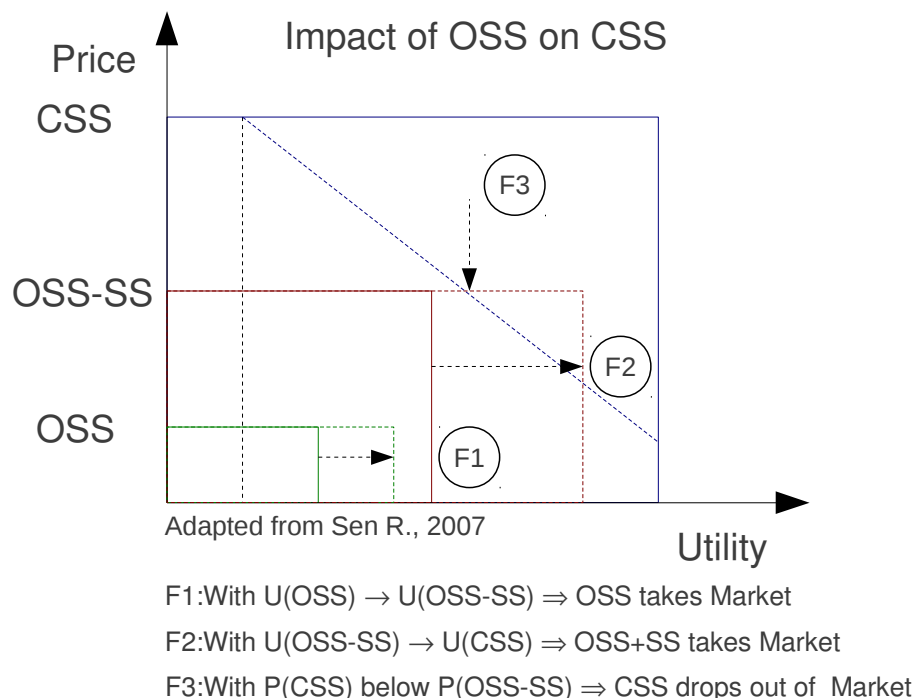 Impact of OSS on CSS
Price
CSS
F3
OSS-SS
F2
OSS
F1
Adapted from Sen R., 2007
Utility
F1:With U(OSS) → U(OSS-SS) ⇒ OSS takes Market
F2:With U(OSS-SS) → U(CSS) ⇒ OSS+SS takes Market
F3:With P(CSS) below P(OSS-SS) ⇒ CSS drops out of Market